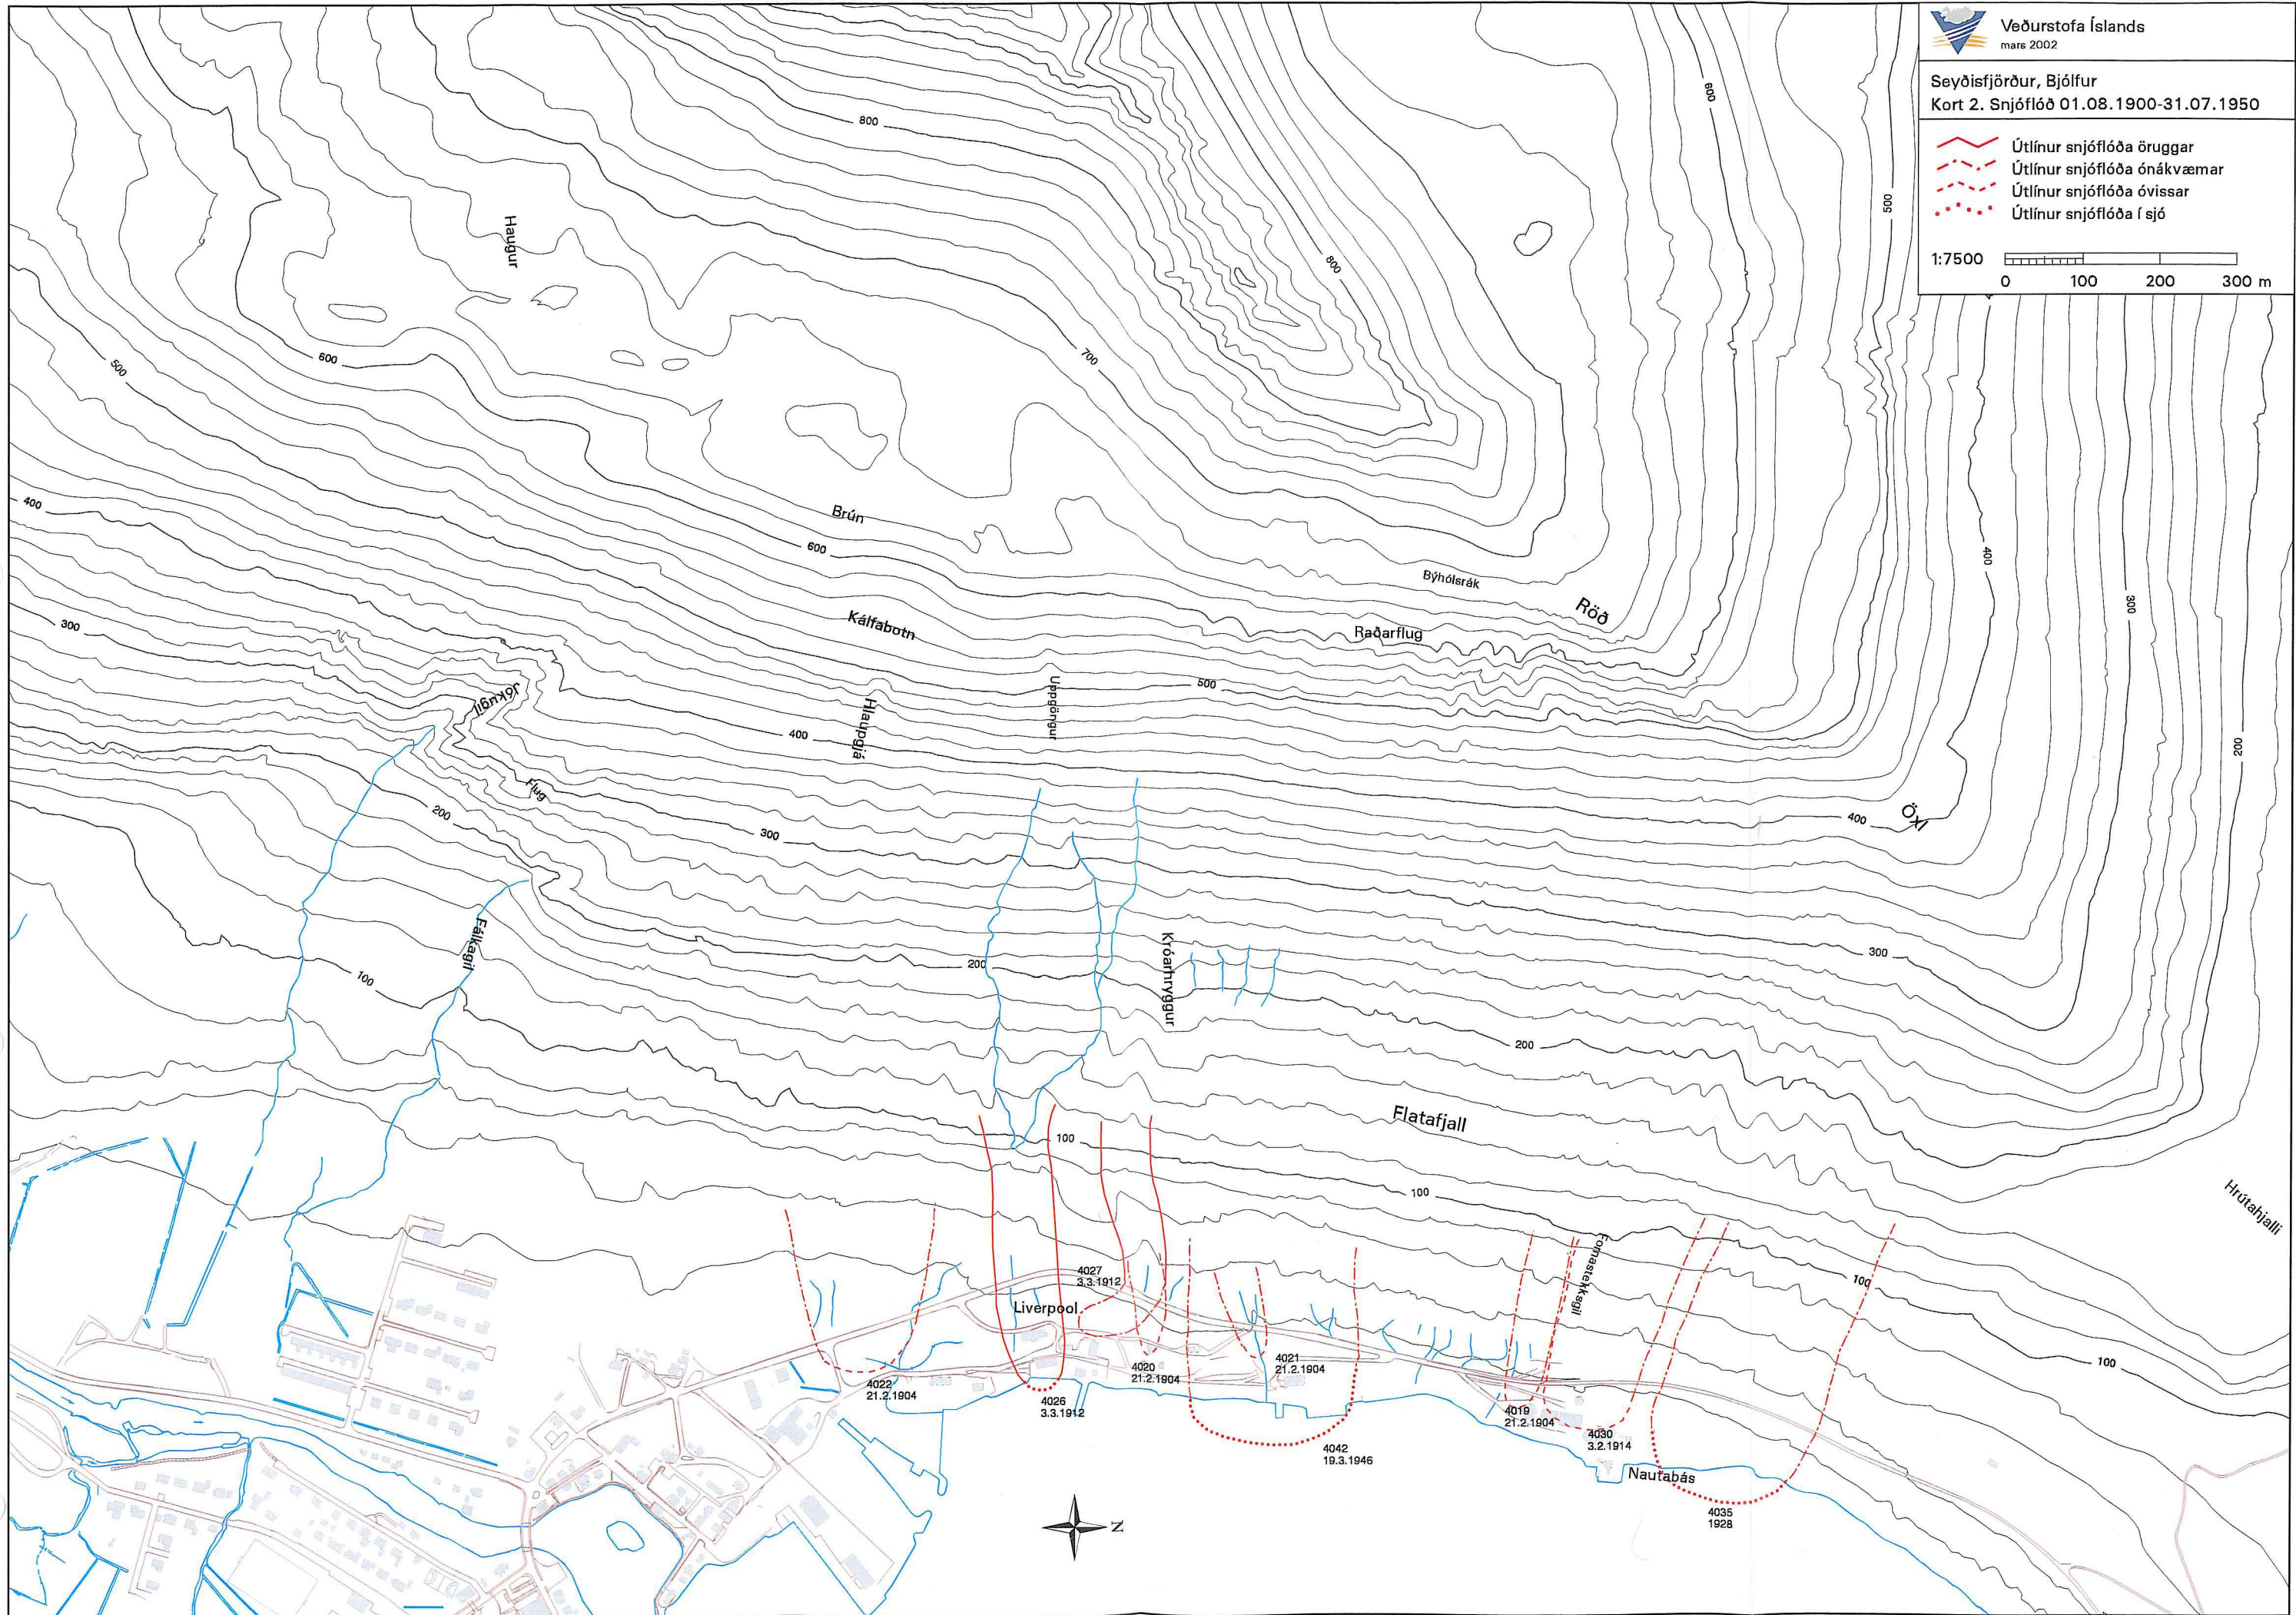 Veðurstofa Íslands
mars 2002
Seyðisfjörður, Bjólfur
Kort 2. Snjóflóð 01.08.1900-31.07.1950
Útlínur snjóflóða öruggar
Útlínur snjóflóða ónákvæmar
Útlínur snjóflóða óvissar
Útlínur snjóflóða í sjó
1:7500
0 100 200 300 m
600
800
500
Haugur
800
700
600
500
400
Brún
600
400
Býhólsrák
300
Röð
300
Kálfabotn
Raðarflug
Jókugil
500
Uppgöngur
Hlaupgjá
400
200
Flug
200
300
400
Öxl
Fálkagil
Króarhryggur
300
200
100
200
Flatafjall
100
100
Hrútahjalli
Fornastekksgil
100
4027
3.3.1912
Liverpool
4020
21.2.1904
4021
21.2.1904
100
4022
21.2.1904
4026
3.3.1912
4019
21.2.1904
4030
3.2.1914
4042
19.3.1946
Nautabás
4035
1928
N